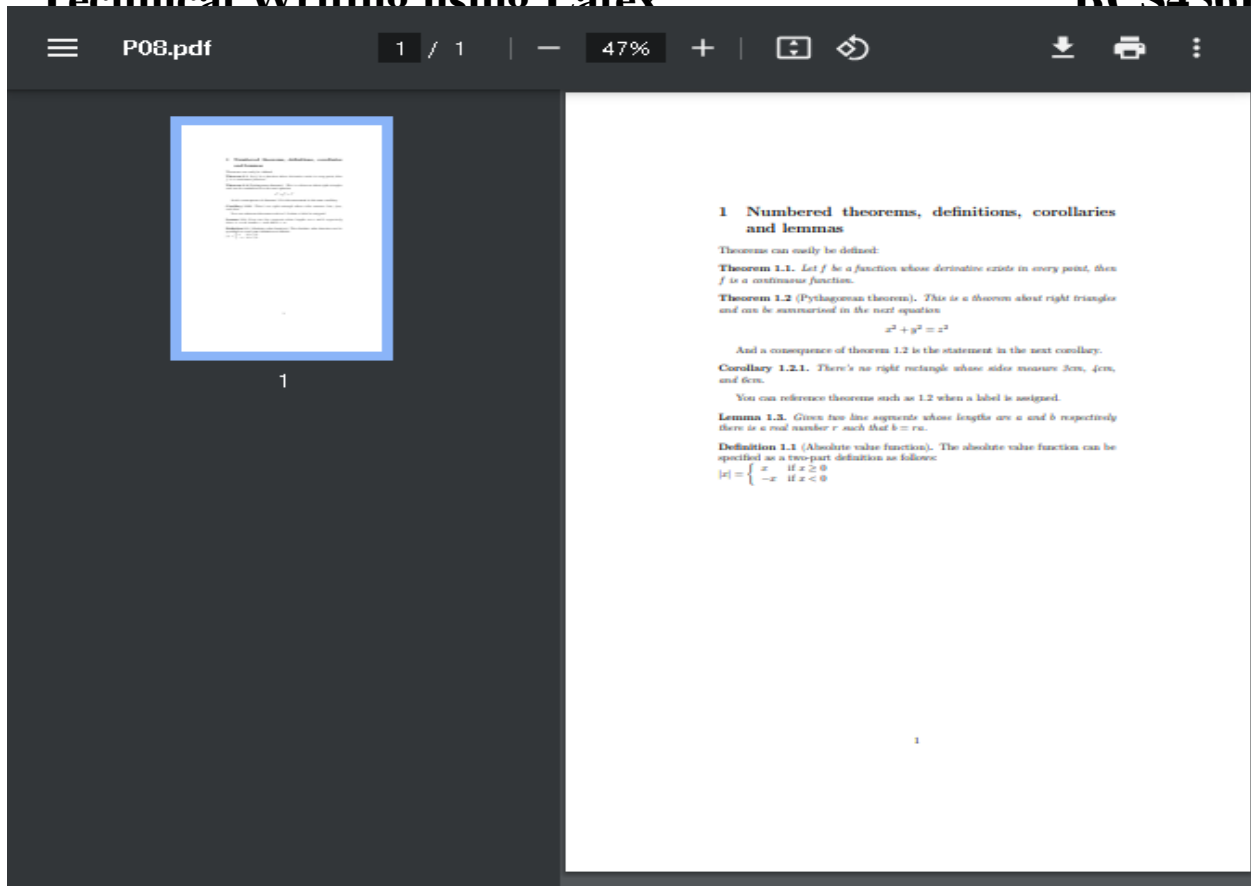 Technical Writing using Latex
P08.pdf
1 / 1
47%
1 Numbered theorems, definitions, corollaries
and lemmas
Theorems can easily be defined:
Theorem 1.1. Let f be a function whose derivative exists in every point, then
f is a continuous function.
Theorem 1.2 (Pythagorean theorem). This is a theorem about right triangles
and can be summarised in the next equation
x² + y² = z²
And a consequence of theorem 1.2 is the statement in the next corollary.
Corollary 1.2.1. There's no right rectangle whose sides measure 3cm, 4cm,
and 6cm.
You can reference theorems such as 1.2 when a label is assigned.
Lemma 1.3. Given two line segments whose lengths are a and b respectively
there is a real number r such that b = ra.
Definition 1.1 (Absolute value function). The absolute value function can be
specified as a two-part definition as follows:
|x| = { x if x ≥ 0
−x if x < 0
1
1